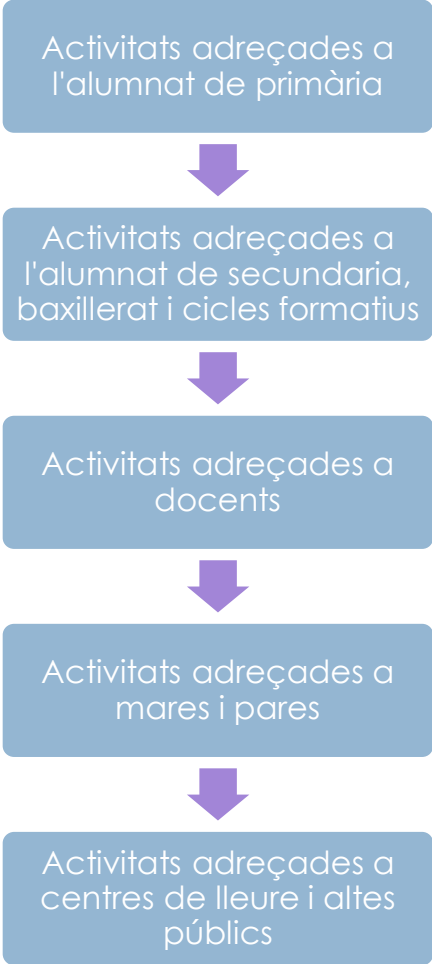 Activitats adreçades a
l'alumnat de primària
Activitats adreçades a
l'alumnat de secundaria,
baxillerat i cicles formatius
Activitats adreçades a
docents
Activitats adreçades a
mares i pares
Activitats adreçades a
centres de lleure i altes
públics